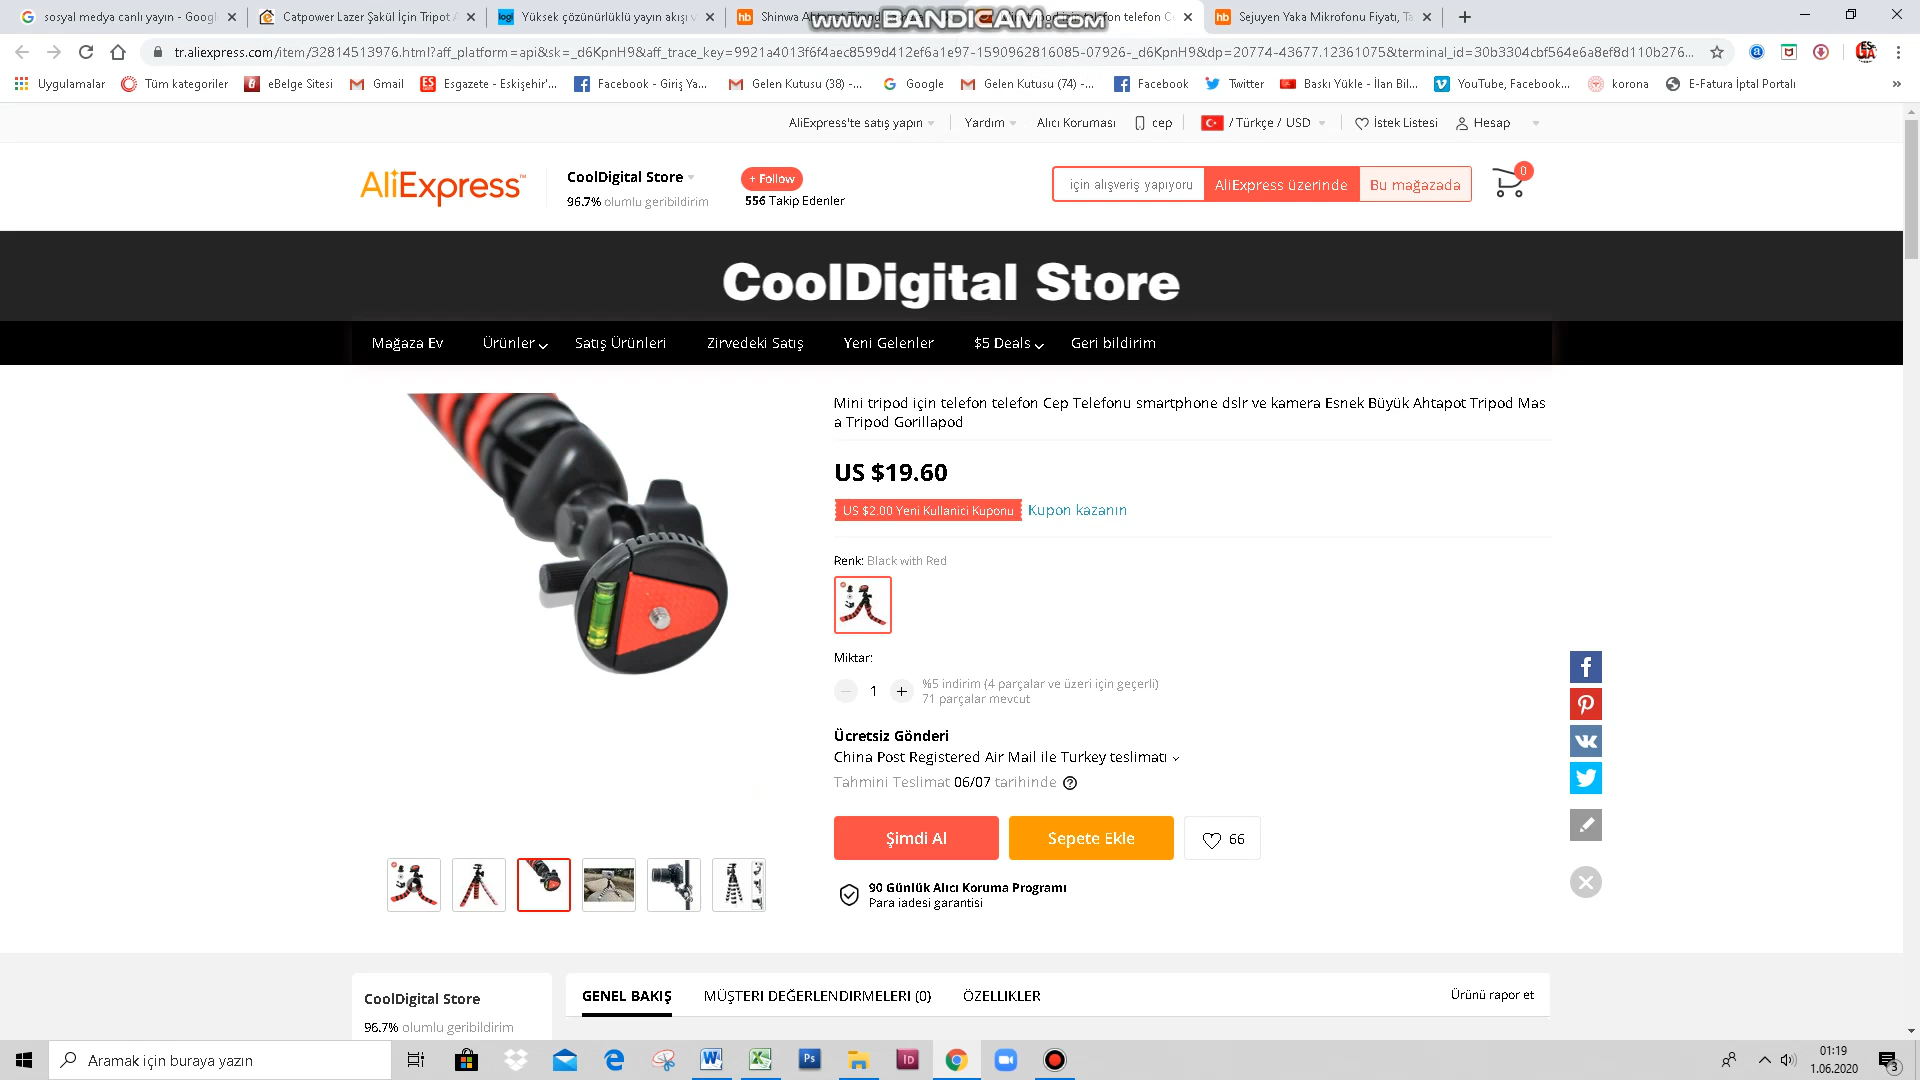 sosyal medya canlı yayın - Googl
Catpower Lazer Şakül İçin Tripot A
Yüksek çözünürlüklü yayın akışı v
Sejuyen Yaka Mikrofonu Fiyatı, Ta
www.BANDICAM.com
tr.aliexpress.com/item/32814513976.html?aff_platform=api&sk=_d6KpnH9&aff_trace_key=9921a4013f6f4aec8599d412ef6a1e97-1590962816085-07926-_d6KpnH9&dp=20774-43677.12361075&terminal_id=30b3304cbf564e6a8ef8d110b276...
Uygulamalar
Tüm kategoriler
eBelge Sitesi
Gmail
Esgazete - Eskişehir'...
Facebook - Giriş Ya...
Gelen Kutusu (38) -...
Google
Gelen Kutusu (74) -...
Facebook
Twitter
Baskı Yükle - İlan Bil...
YouTube, Facebook...
korona
E-Fatura İptal Portalı
AliExpress'te satış yapın
Yardım
Alıcı Koruması
cep
/ Türkçe / USD
İstek Listesi
Hesap
AliExpress
CoolDigital Store
96.7% olumlu geribildirim
+ Follow
556 Takip Edenler
için alışveriş yapıyoru
AliExpress üzerinde
Bu mağazada
0
CoolDigital Store
Mağaza Ev
Ürünler
Satış Ürünleri
Zirvedeki Satış
Yeni Gelenler
$5 Deals
Geri bildirim
Mini tripod için telefon telefon Cep Telefonu smartphone dslr ve kamera Esnek Büyük Ahtapot Tripod Mas
a Tripod Gorillapod
US $19.60
US $2.00 Yeni Kullanici Kuponu
Kupon kazanın
Renk: Black with Red
Miktar:
1
%5 indirim (4 parçalar ve üzeri için geçerli)
71 parçalar mevcut
Ücretsiz Gönderi
China Post Registered Air Mail ile Turkey teslimatı
Tahmini Teslimat 06/07 tarihinde
Şimdi Al
Sepete Ekle
66
90 Günlük Alıcı Koruma Programı
Para iadesi garantisi
CoolDigital Store
96.7% olumlu geribildirim
GENEL BAKIŞ
MÜŞTERI DEĞERLENDIRMELERI (0)
ÖZELLIKLER
Ürünü rapor et
Aramak için buraya yazın
01:19
1.06.2020
3